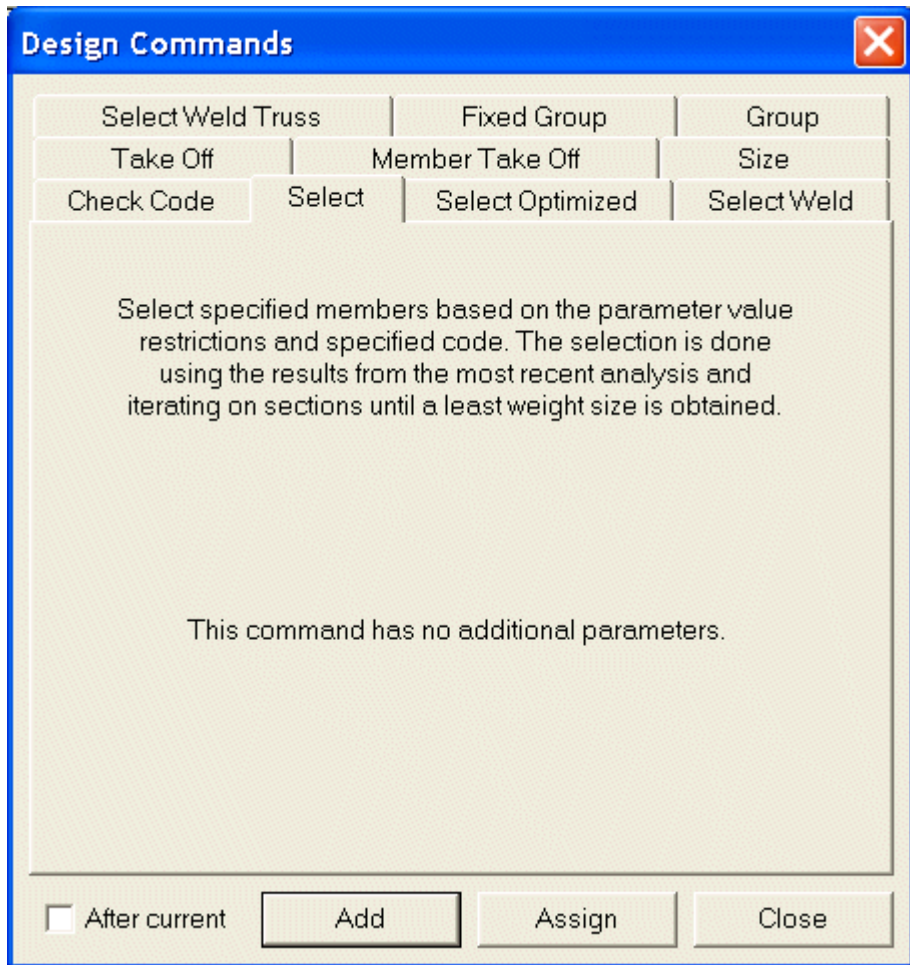 Design Commands
Select Weld Truss Fixed Group Group
Take Off Member Take Off Size
Check Code Select Select Optimized Select Weld
Select specified members based on the parameter value
restrictions and specified code. The selection is done
using the results from the most recent analysis and
iterating on sections until a least weight size is obtained.
This command has no additional parameters.
After current Add Assign Close